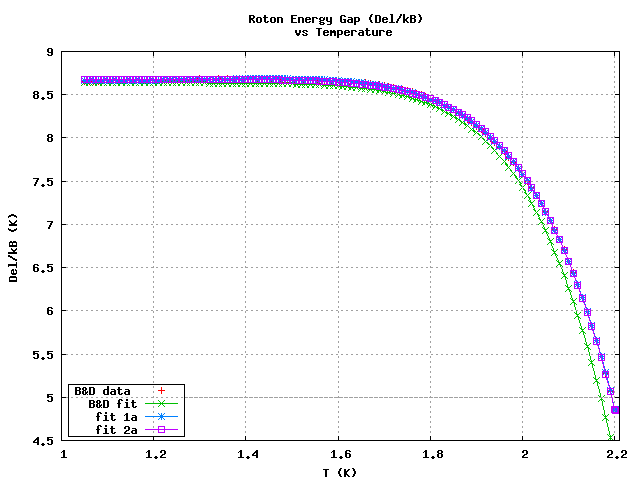 Roton Energy Gap (Del/kB)
vs Temperature
9
8.5
8
7.5
7
6.5
6
5.5
5
4.5
Del/kB (K)
B&D data
B&D fit
fit 1a
fit 2a
1
1.2
1.4
1.6
1.8
2
2.2
T (K)